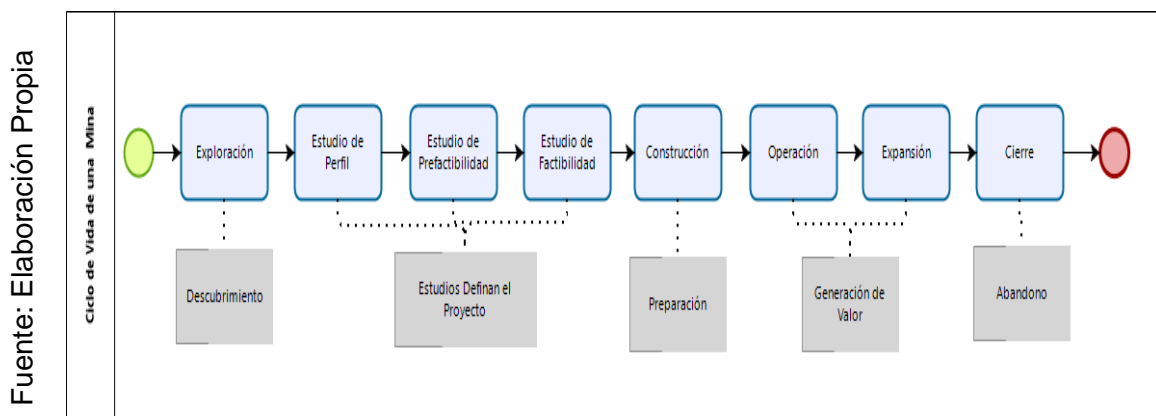 Fuente: Elaboración Propia
Ciclo de Vida de una Mina
Exploración
Estudio de
Perfil
Estudio de
Prefactibilidad
Estudio de
Factibilidad
Construcción
Operación
Expansión
Cierre
Descubrimiento
Estudios Definan el
Proyecto
Preparación
Generación de
Valor
Abandono